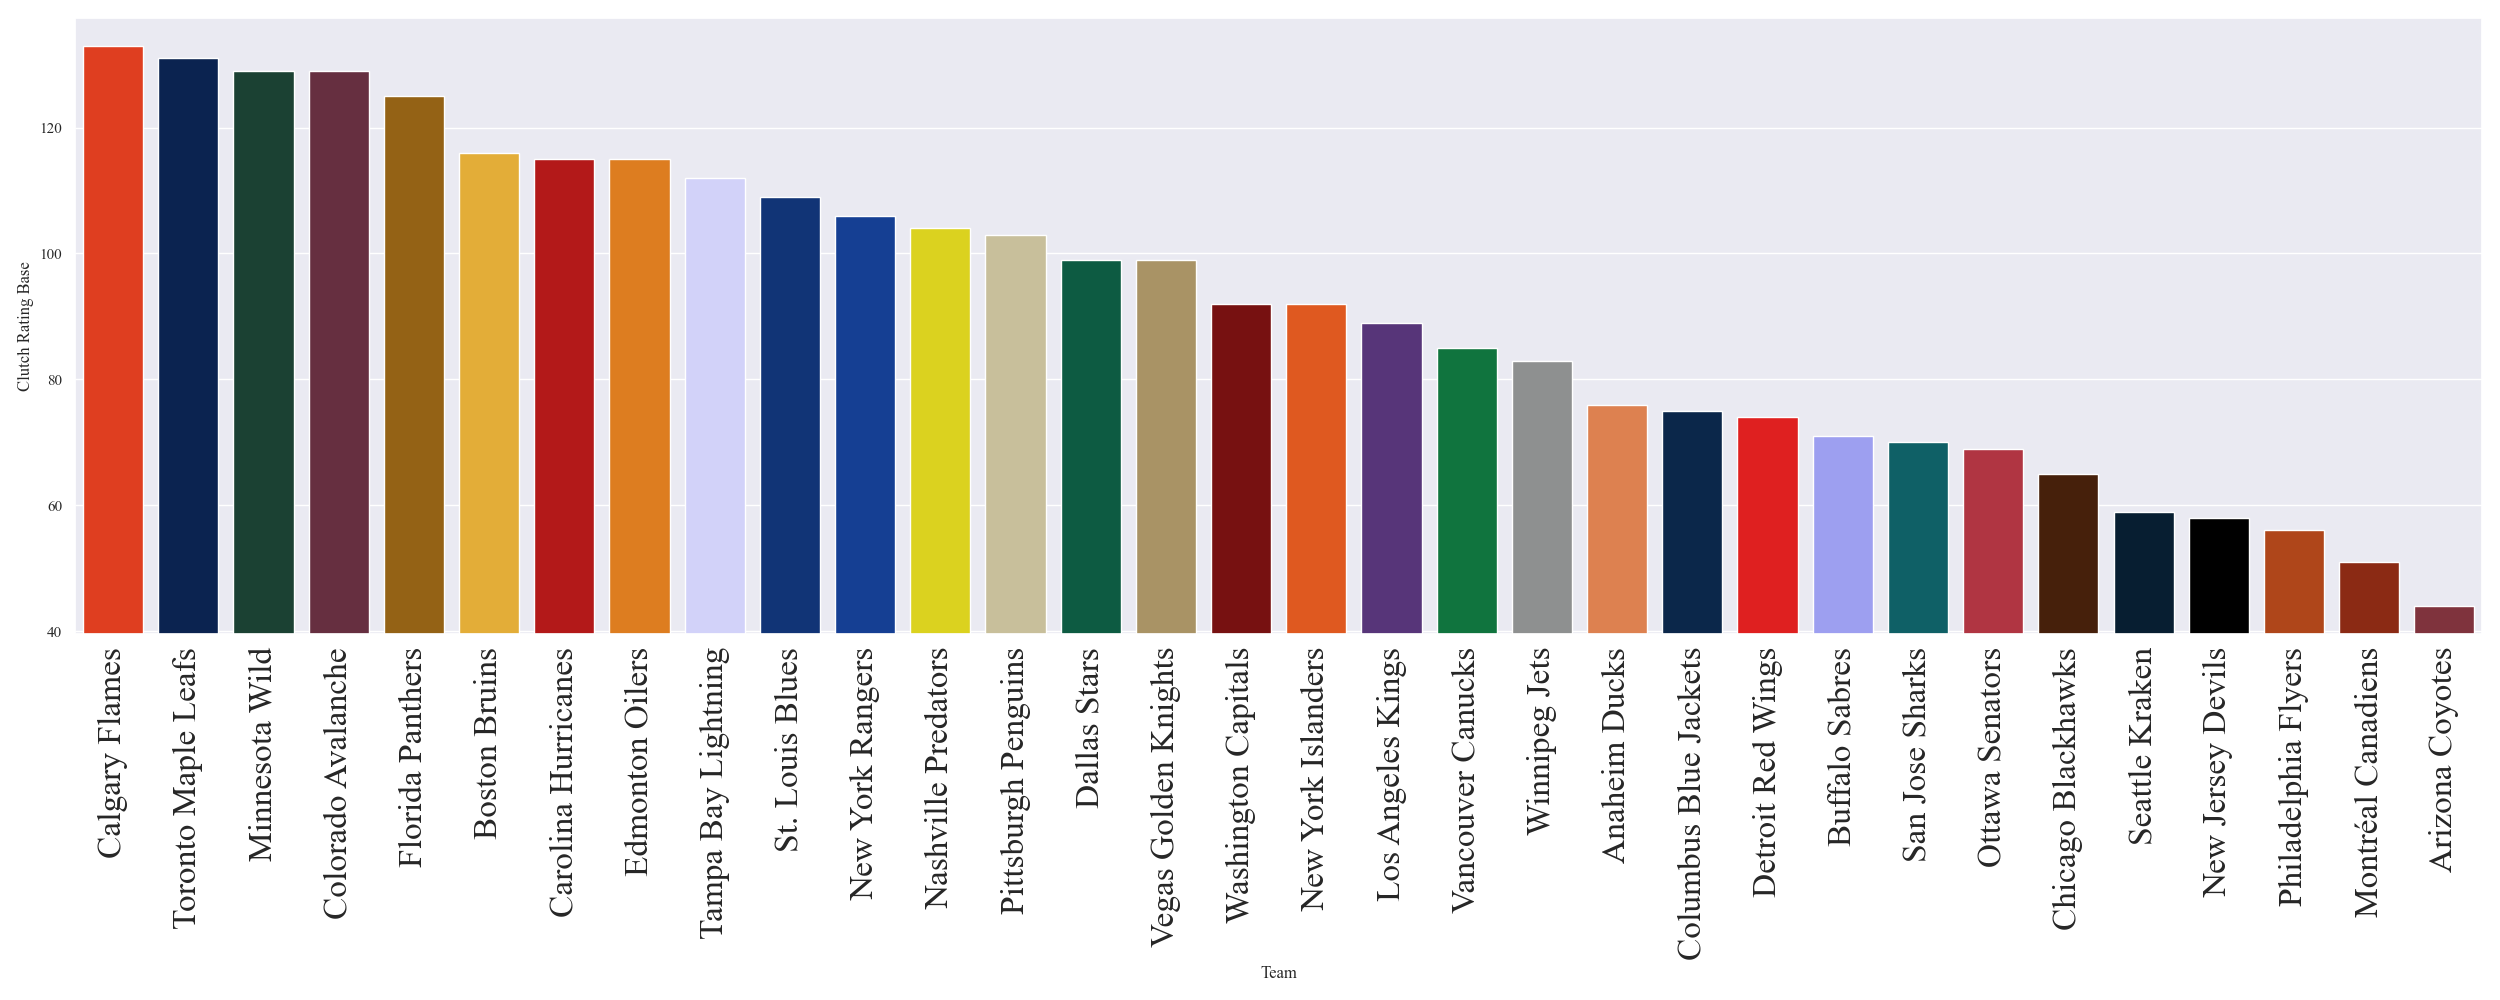 120
100
80
60
40
Clutch Rating Base
Calgary Flames
Toronto Maple Leafs
Minnesota Wild
Colorado Avalanche
Florida Panthers
Boston Bruins
Carolina Hurricanes
Edmonton Oilers
Tampa Bay Lightning
St. Louis Blues
New York Rangers
Nashville Predators
Pittsburgh Penguins
Dallas Stars
Vegas Golden Knights
Washington Capitals
New York Islanders
Los Angeles Kings
Vancouver Canucks
Winnipeg Jets
Anaheim Ducks
Columbus Blue Jackets
Detroit Red Wings
Buffalo Sabres
San Jose Sharks
Ottawa Senators
Chicago Blackhawks
Seattle Kraken
New Jersey Devils
Philadelphia Flyers
Montréal Canadiens
Arizona Coyotes
Team